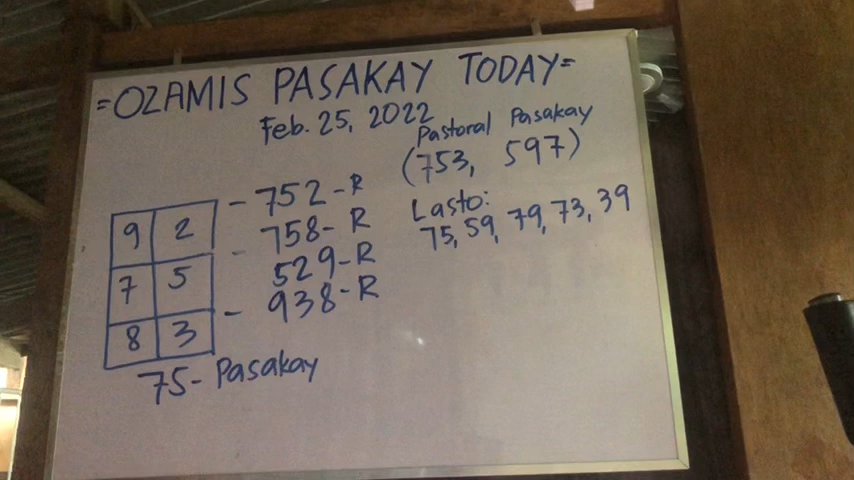 =OZAMIS PASAKAY TODAY=
Feb. 25, 2022
Pastoral Pasakay
(753, 597)
Lasto:
75, 59, 79, 73, 39
9 2
7 5
8 3
- 752 - R
- 758 - R
529 - R
- 938 - R
75 - Pasakay